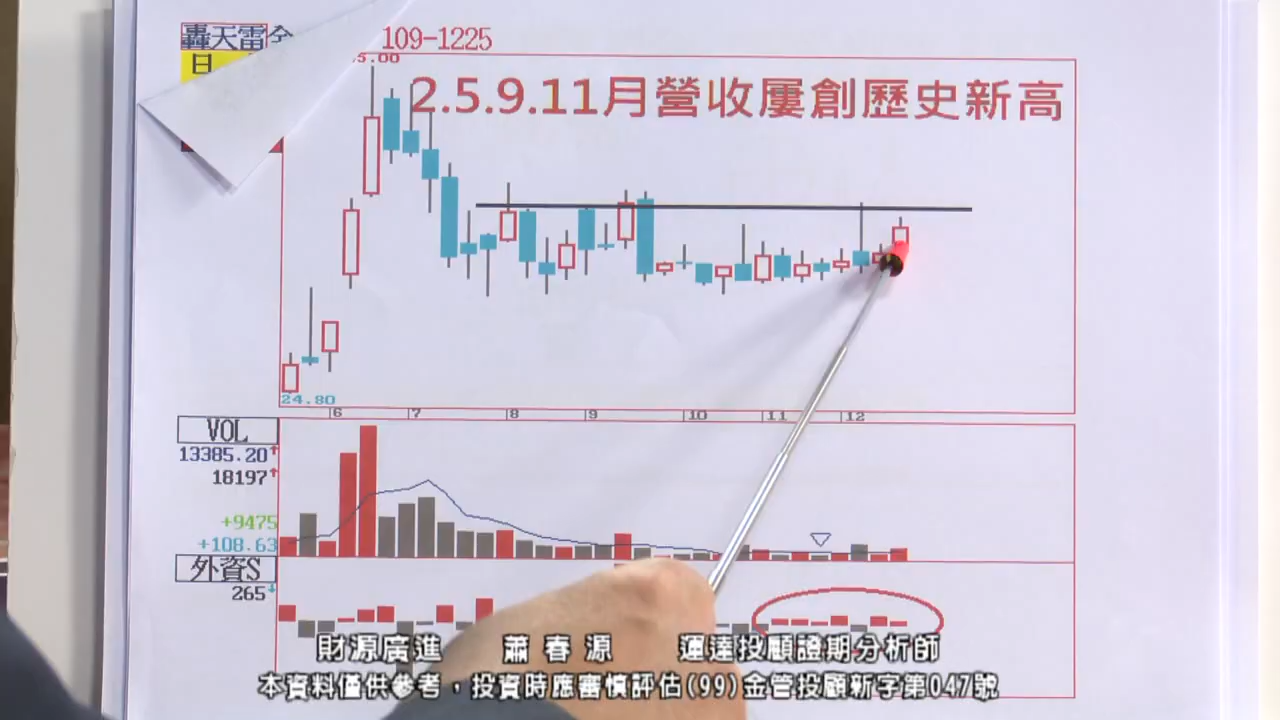 轟天雷全 109-1225
日
5.00
2.5.9.11月營收屢創歷史新高
24.80
6 7 8 9 10 11 12
VOL
13385.20↑
18197↑
+9475
+108.63
外資S
265↓
財源廣進 蕭春源 運達投顧證期分析師
本資料僅供參考，投資時應審慎評估(99)金管投顧新字第047號